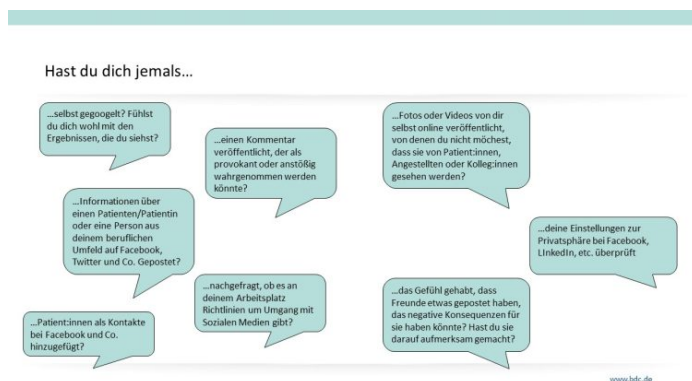 Hast du dich jemals...
...selbst gegoogelt? Fühlst
du dich wohl mit den
Ergebnissen, die du siehst?
...einen Kommentar
veröffentlicht, der als
provokant oder anstößig
wahrgenommen werden
könnte?
...Informationen über
einen Patienten/Patientin
oder eine Person aus
deinem beruflichen
Umfeld auf Facebook,
Twitter und Co. Gepostet?
...nachgefragt, ob es an
deinem Arbeitsplatz
Richtlinien um Umgang mit
Sozialen Medien gibt?
...Patient:innen als Kontakte
bei Facebook und Co.
hinzugefügt?
...Fotos oder Videos von dir
selbst online veröffentlicht,
von denen du nicht möchest,
dass sie von Patient:innen,
Angestellten oder Kolleg:innen
gesehen werden?
...deine Einstellungen zur
Privatsphäre bei Facebook,
LInkedIn, etc. überprüft
...das Gefühl gehabt, dass
Freunde etwas gepostet haben,
das negative Konsequenzen für
sie haben könnte? Hast du sie
darauf aufmerksam gemacht?
www.bdc.de